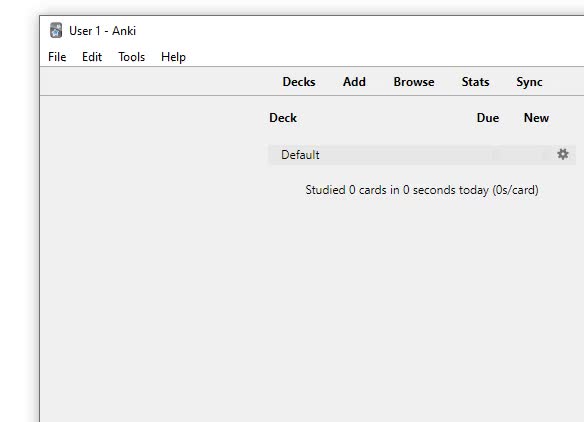 User 1 - Anki
File Edit Tools Help
Decks Add Browse Stats Sync
Deck Due New
Default
Studied 0 cards in 0 seconds today (0s/card)